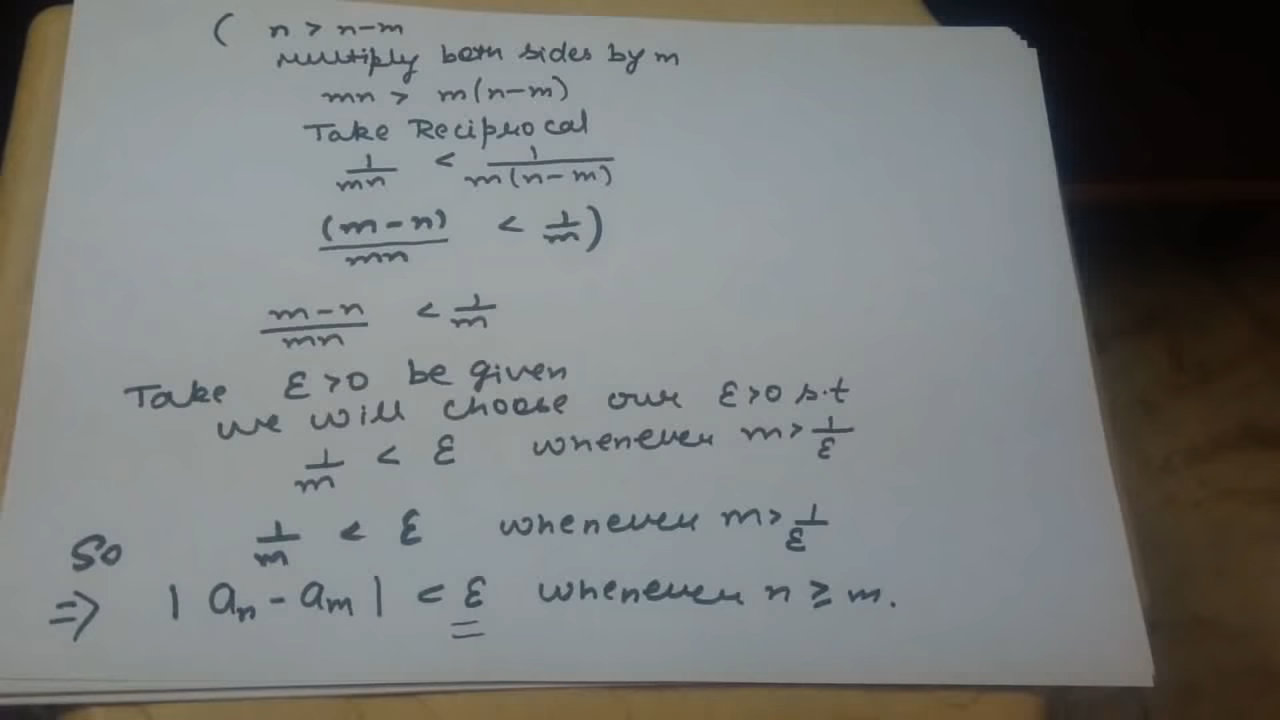 ( n > n-m
Multiply both sides by m
mn > m(n-m)
Take Reciprocal
1/mn < 1/m(n-m)
(m-n)/mn < 1/m)
m-n/mn < 1/m
Take ε>0 be given
we will choose our ε>0 s.t
1/m < ε whenever m> 1/ε
So 1/m < ε whenever m> 1/ε
⇒ | an - am | < ε whenever n ≥ m.